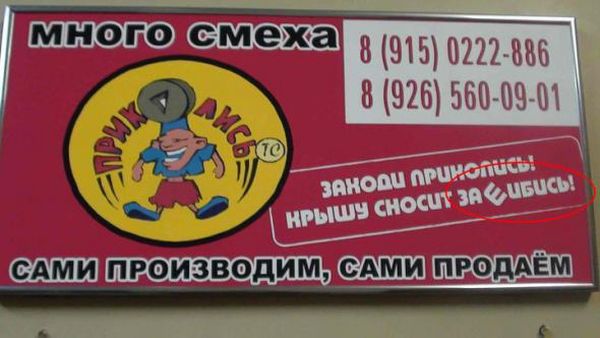 много смеха
8 (915) 0222-886
8 (926) 560-09-01
ПРИКОЛИСЬ
ТС
ЗАХОДИ ПРИКОЛИСЬ!
КРЫШУ СНОСИТ ЗАЕИБИСЬ!
САМИ ПРОИЗВОДИМ, САМИ ПРОДАЁМ